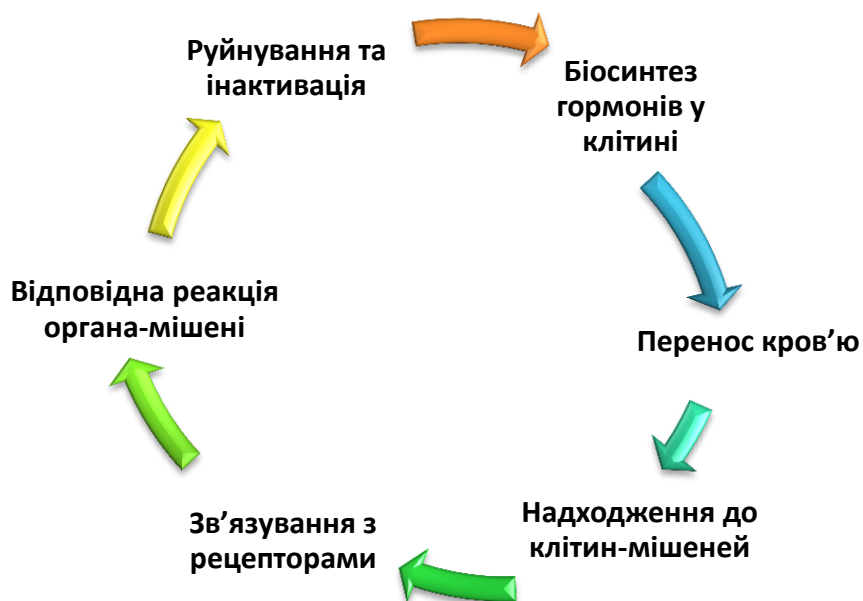 Руйнування та
інактивація
Біосинтез
гормонів у
клітині
Перенос кров’ю
Надходження до
клітин-мішеней
Зв’язування з
рецепторами
Відповідна реакція
органа-мішені